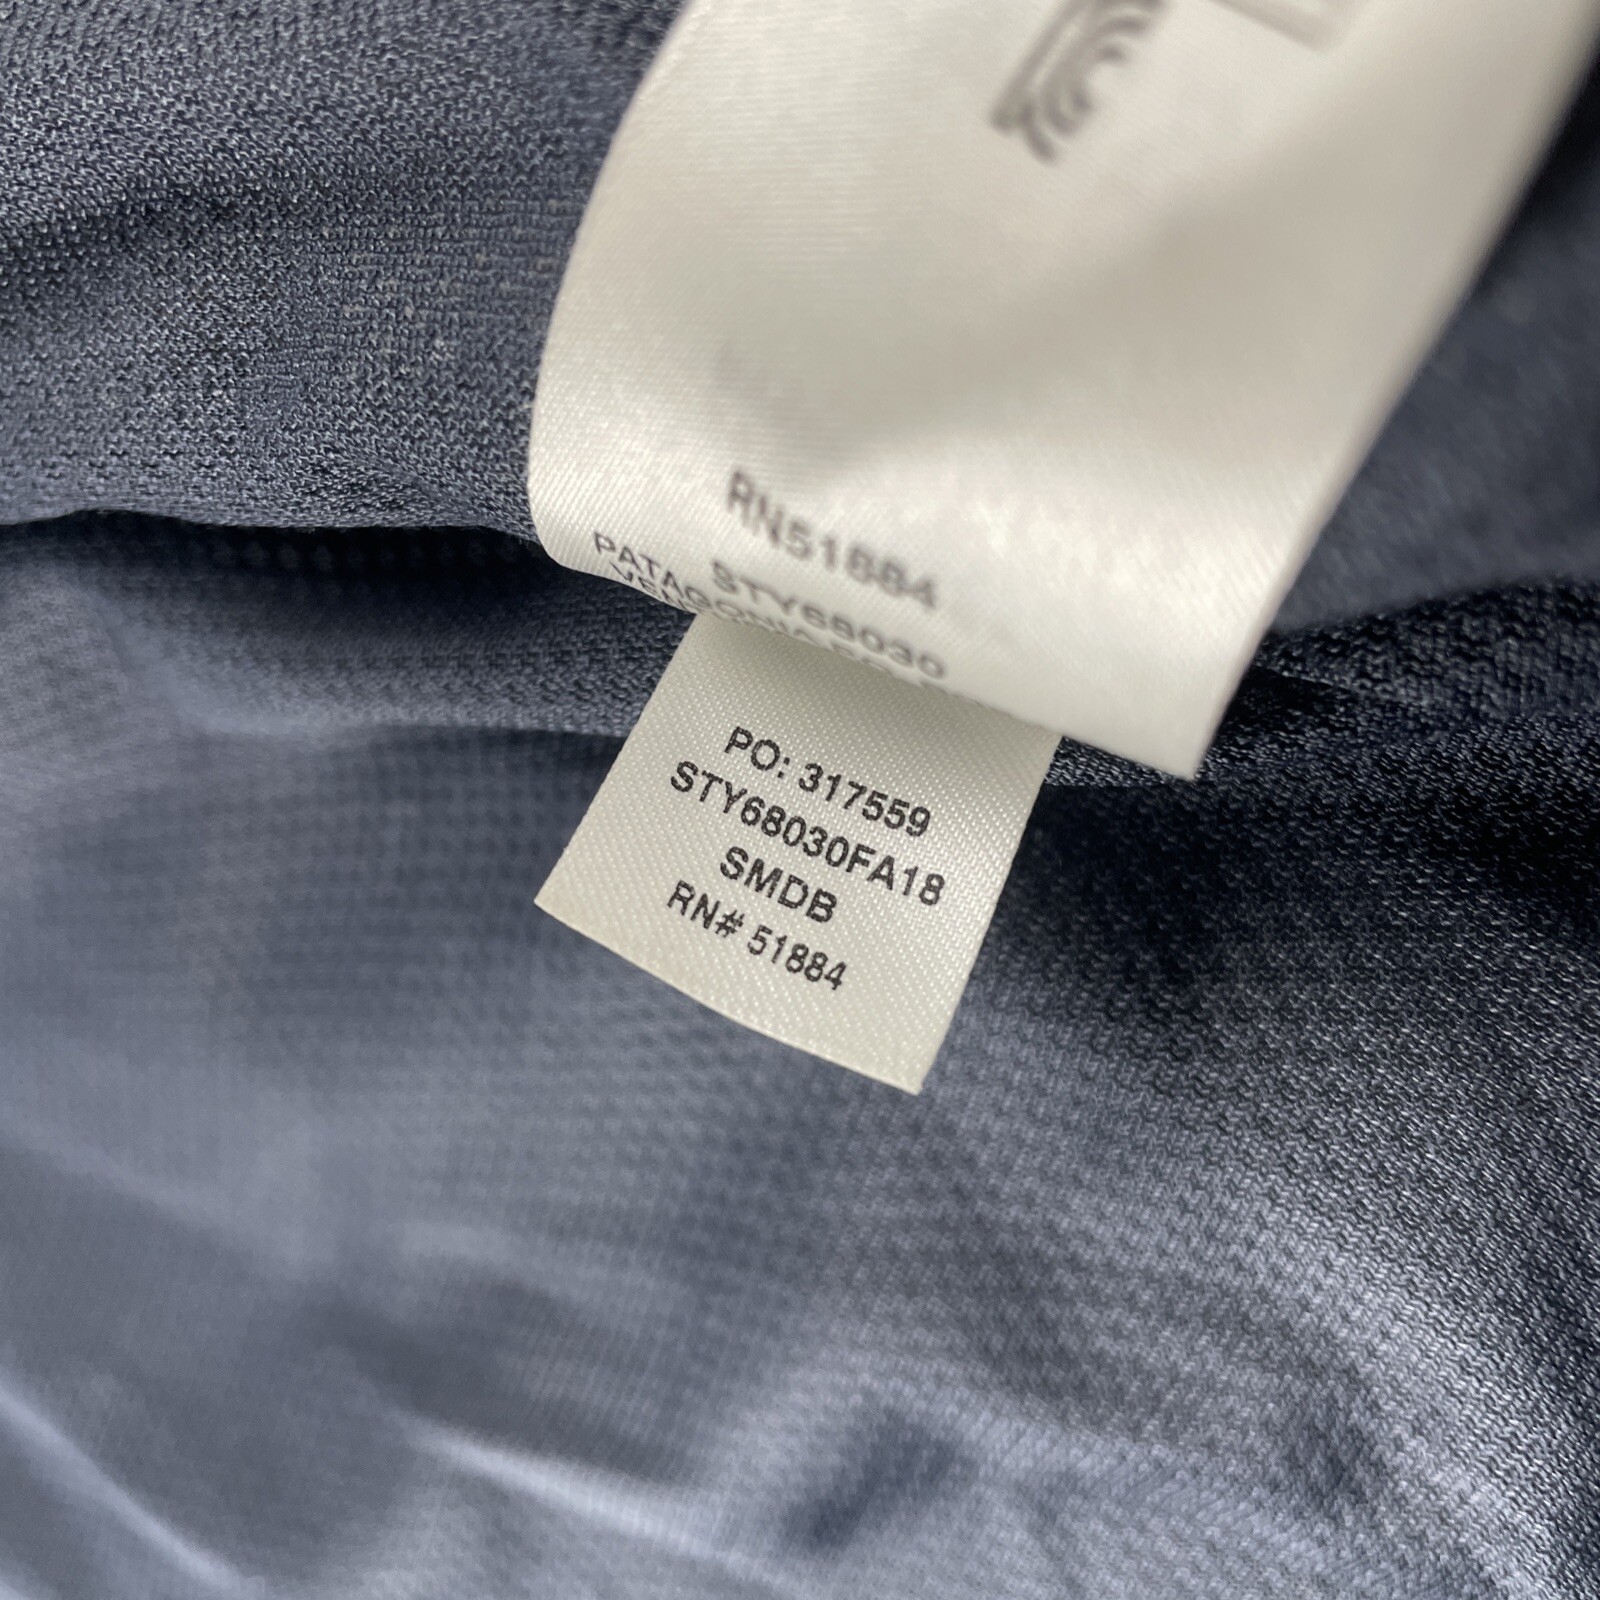 RN51884
STY68030
PATAGONIA
PO: 317559
STY68030FA18
SMDB
RN# 51884